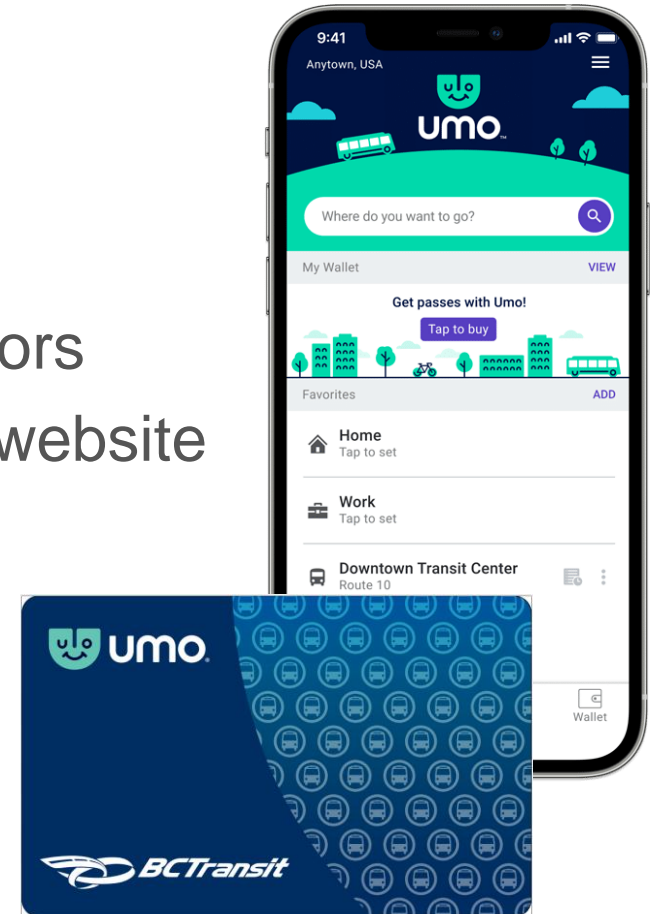 9:41
Anytown, USA
umo
Where do you want to go?
My Wallet
VIEW
Get passes with Umo!
Tap to buy
Favorites
ADD
Home
Tap to set
Work
Tap to set
Downtown Transit Center
Route 10
Wallet
website
umo
BCTransit